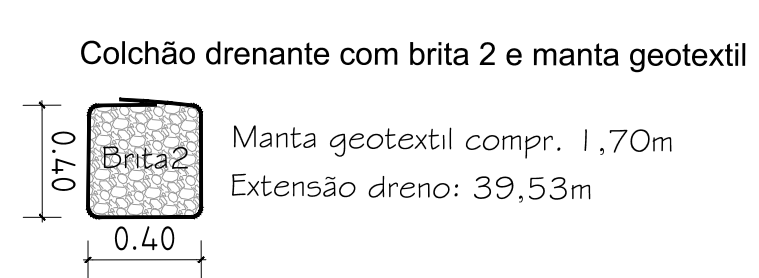 Colchão drenante com brita 2 e manta geotextil
0.40
Brita2
Manta geotextil compr. 1,70m
Extensão dreno: 39,53m
0.40